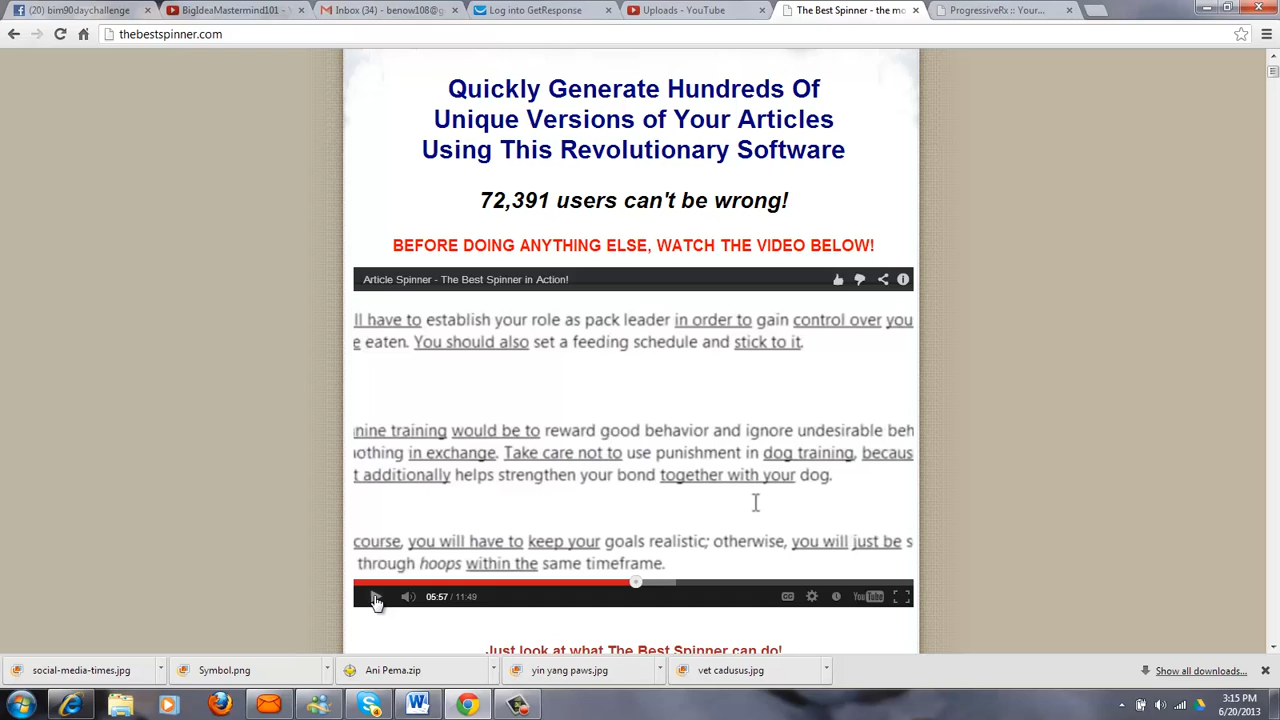 (20) bim90daychallenge
BigIdeaMastermind101 -
Inbox (34) - benow108@g
Log into GetResponse
Uploads - YouTube
The Best Spinner - the mo
ProgressiveRx :: Your...
thebestspinner.com
Quickly Generate Hundreds Of
Unique Versions of Your Articles
Using This Revolutionary Software
72,391 users can't be wrong!
BEFORE DOING ANYTHING ELSE, WATCH THE VIDEO BELOW!
Article Spinner - The Best Spinner in Action!
ll have to establish your role as pack leader in order to gain control over you
e eaten. You should also set a feeding schedule and stick to it.
nine training would be to reward good behavior and ignore undesirable beh
nothing in exchange. Take care not to use punishment in dog training, becaus
t additionally helps strengthen your bond together with your dog.
course, you will have to keep your goals realistic; otherwise, you will just be s
through hoops within the same timeframe.
05:57 / 11:49
CC
YouTube
Just look at what The Best Spinner can do!
social-media-times.jpg
Symbol.png
Ani Pema.zip
yin yang paws.jpg
vet cadusus.jpg
Show all downloads...
3:15 PM
6/20/2013